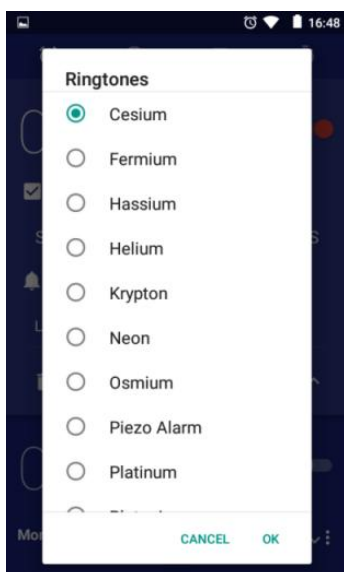 16:48
Ringtones
Cesium
Fermium
Hassium
Helium
Krypton
Neon
Osmium
Piezo Alarm
Platinum
CANCEL OK